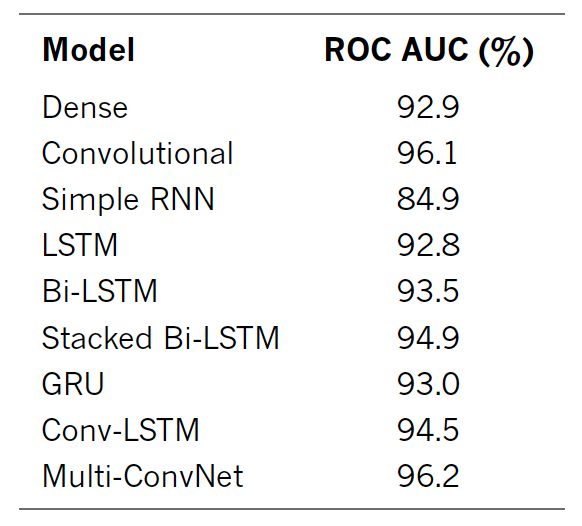 Model ROC AUC (%)
Dense 92.9
Convolutional 96.1
Simple RNN 84.9
LSTM 92.8
Bi-LSTM 93.5
Stacked Bi-LSTM 94.9
GRU 93.0
Conv-LSTM 94.5
Multi-ConvNet 96.2